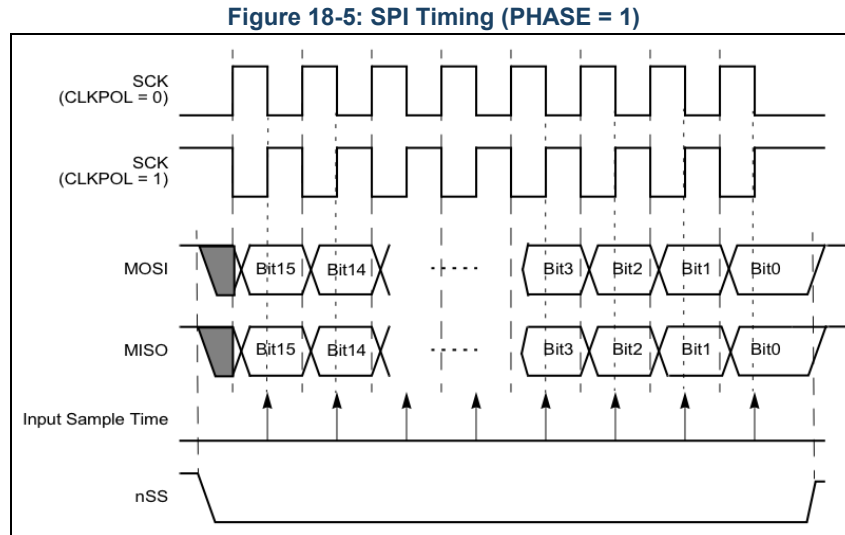 Figure 18-5: SPI Timing (PHASE = 1)
SCK
(CLKPOL = 0)
SCK
(CLKPOL = 1)
MOSI Bit15 Bit14 ...... Bit3 Bit2 Bit1 Bit0
MISO Bit15 Bit14 ...... Bit3 Bit2 Bit1 Bit0
Input Sample Time
nSS